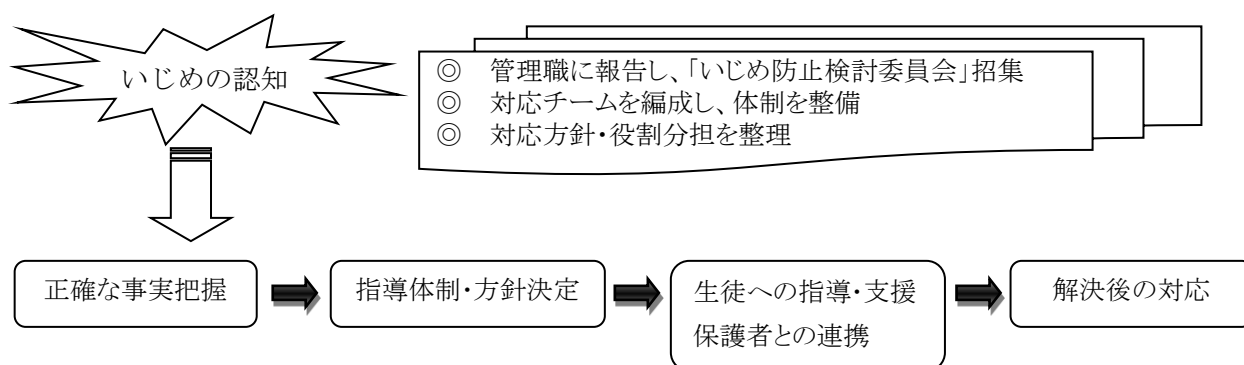 いじめの認知
◎ 管理職に報告し、「いじめ防止検討委員会」招集
◎ 対応チームを編成し、体制を整備
◎ 対応方針・役割分担を整理
正確な事実把握
指導体制・方針決定
生徒への指導・支援
保護者との連携
解決後の対応